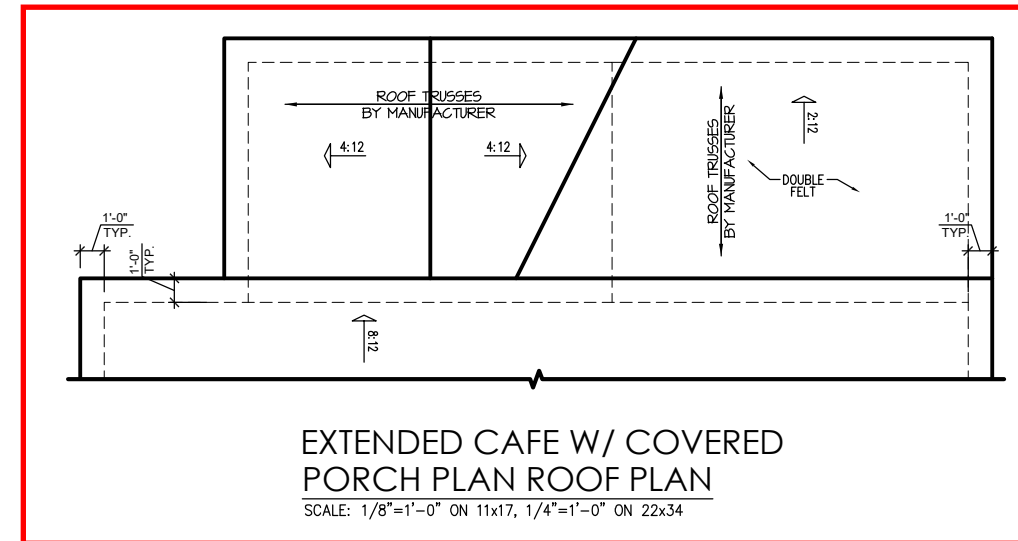 ROOF TRUSSES
BY MANUFACTURER
4:12
4:12
ROOF TRUSSES
BY MANUFACTURER
2:12
DOUBLE
FELT
1'-0"
TYP.
1'-0"
TYP.
1'-0"
TYP.
8:12
EXTENDED CAFE W/ COVERED
PORCH PLAN ROOF PLAN
SCALE: 1/8"=1'-0" ON 11x17, 1/4"=1'-0" ON 22x34